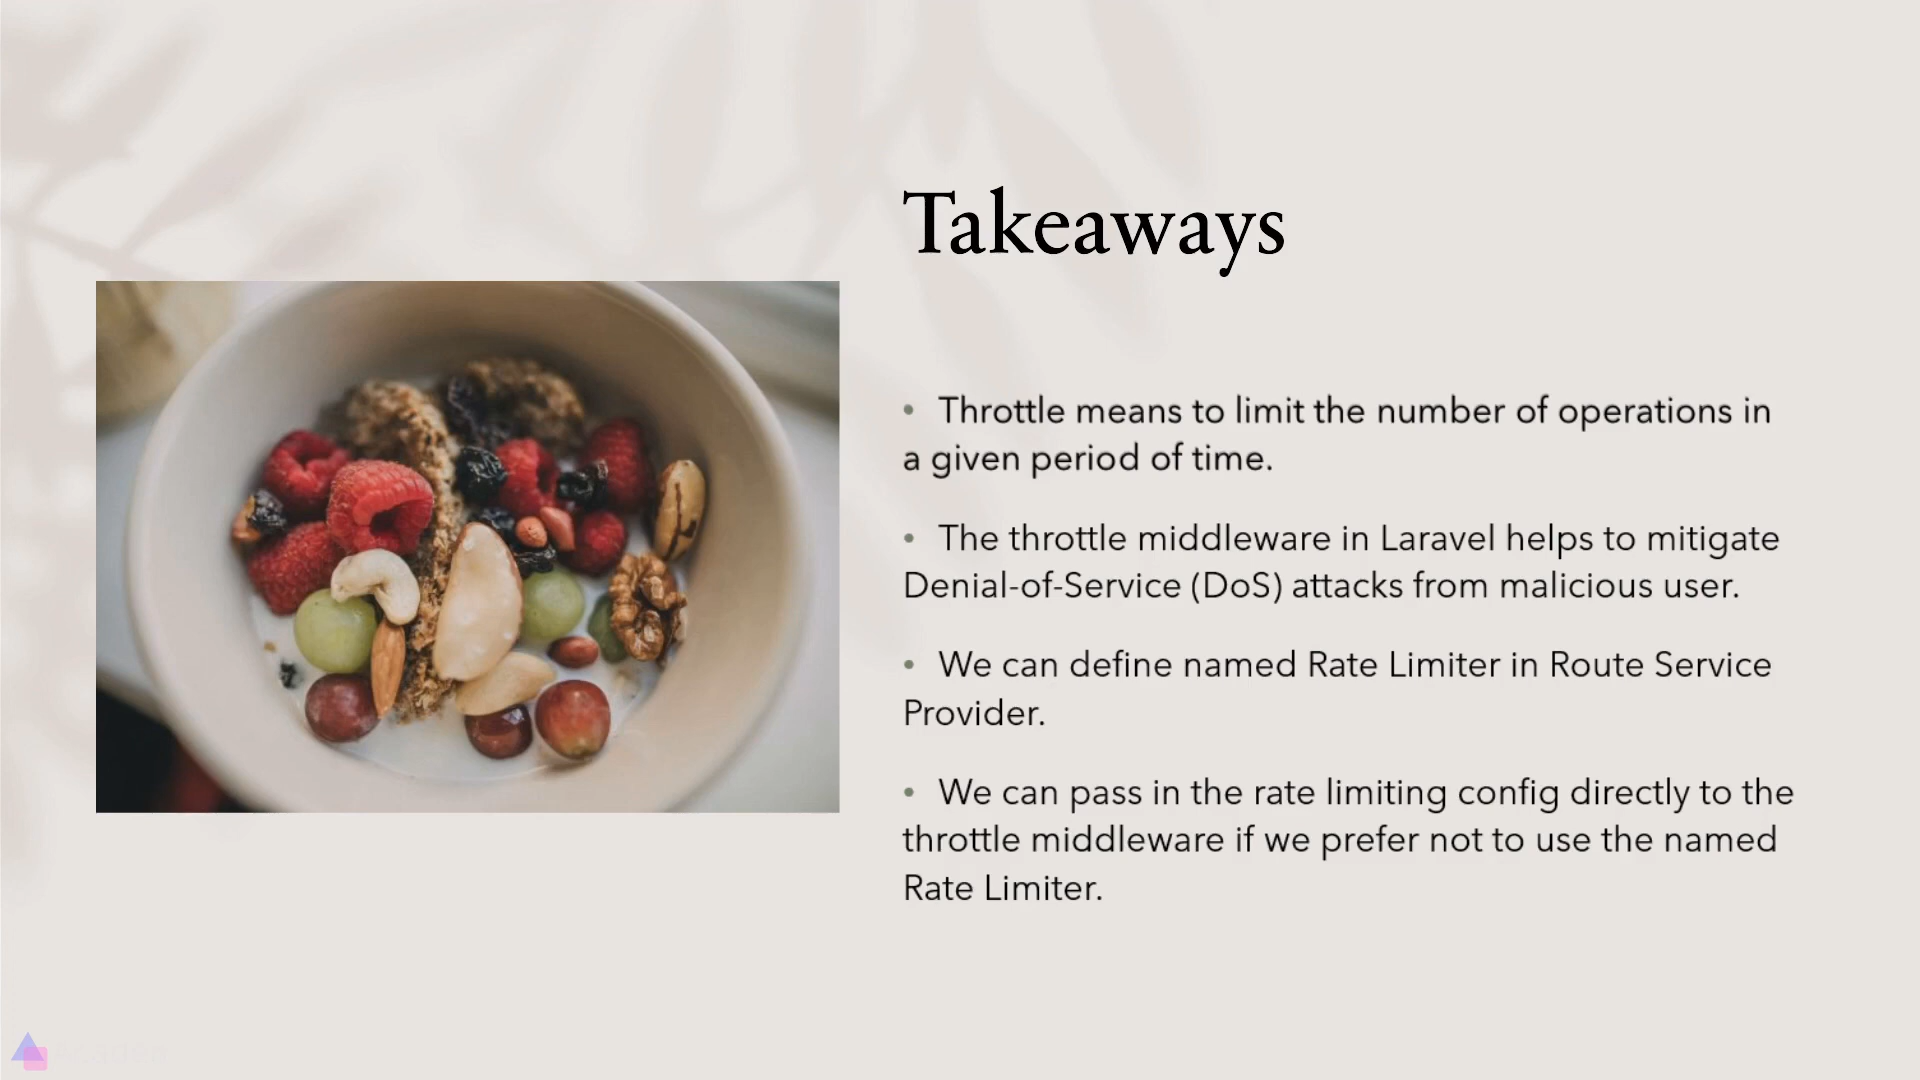 Takeaways
• Throttle means to limit the number of operations in
a given period of time.
• The throttle middleware in Laravel helps to mitigate
Denial-of-Service (DoS) attacks from malicious user.
• We can define named Rate Limiter in Route Service
Provider.
• We can pass in the rate limiting config directly to the
throttle middleware if we prefer not to use the named
Rate Limiter.